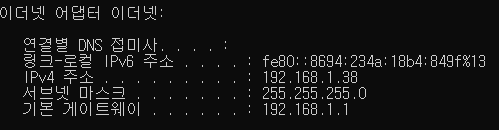 이더넷 어댑터 이더넷:
연결별 DNS 접미사. . . . :
링크-로컬 IPv6 주소 . . . . : fe80::8694:234a:18b4:849f%13
IPv4 주소 . . . . . . . . . : 192.168.1.38
서브넷 마스크 . . . . . . . : 255.255.255.0
기본 게이트웨이 . . . . . . : 192.168.1.1